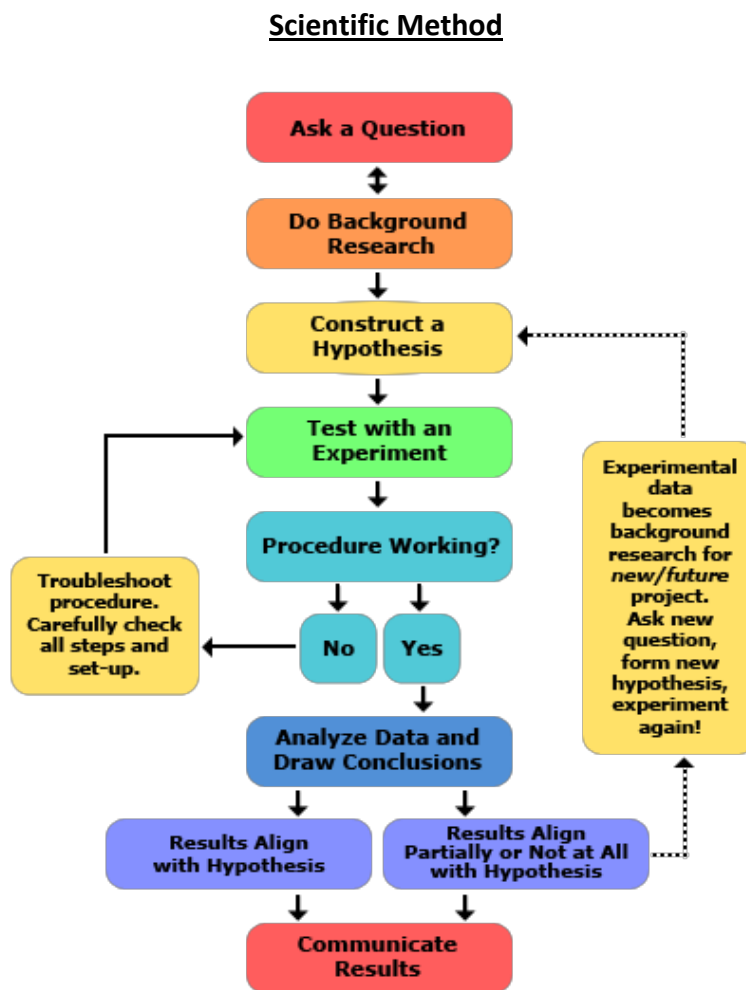 Scientific Method
Ask a Question
Do Background
Research
Construct a
Hypothesis
Test with an
Experiment
Procedure Working?
No
Yes
Troubleshoot
procedure.
Carefully check
all steps and
set-up.
Analyze Data and
Draw Conclusions
Results Align
with Hypothesis
Results Align
Partially or Not at All
with Hypothesis
Experimental
data
becomes
background
research for
new/future
project.
Ask new
question,
form new
hypothesis,
experiment
again!
Communicate
Results